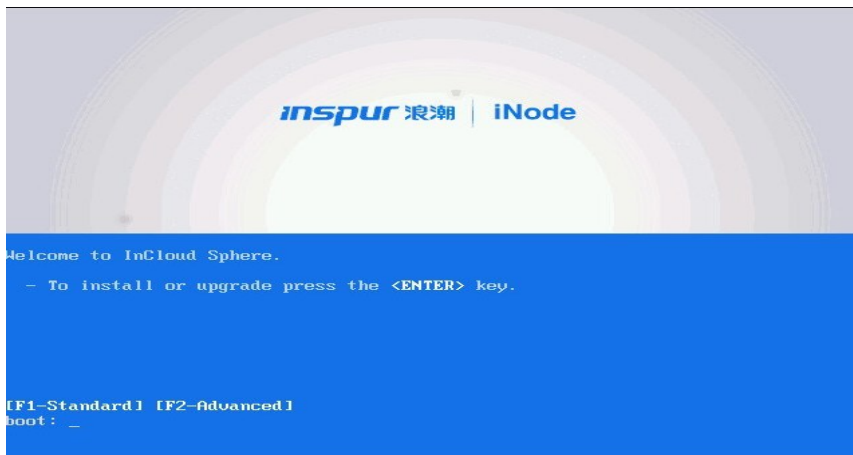 inspur 浪潮 | iNode
Welcome to InCloud Sphere.
- To install or upgrade press the <ENTER> key.
[F1-Standard] [F2-Advanced]
boot: _